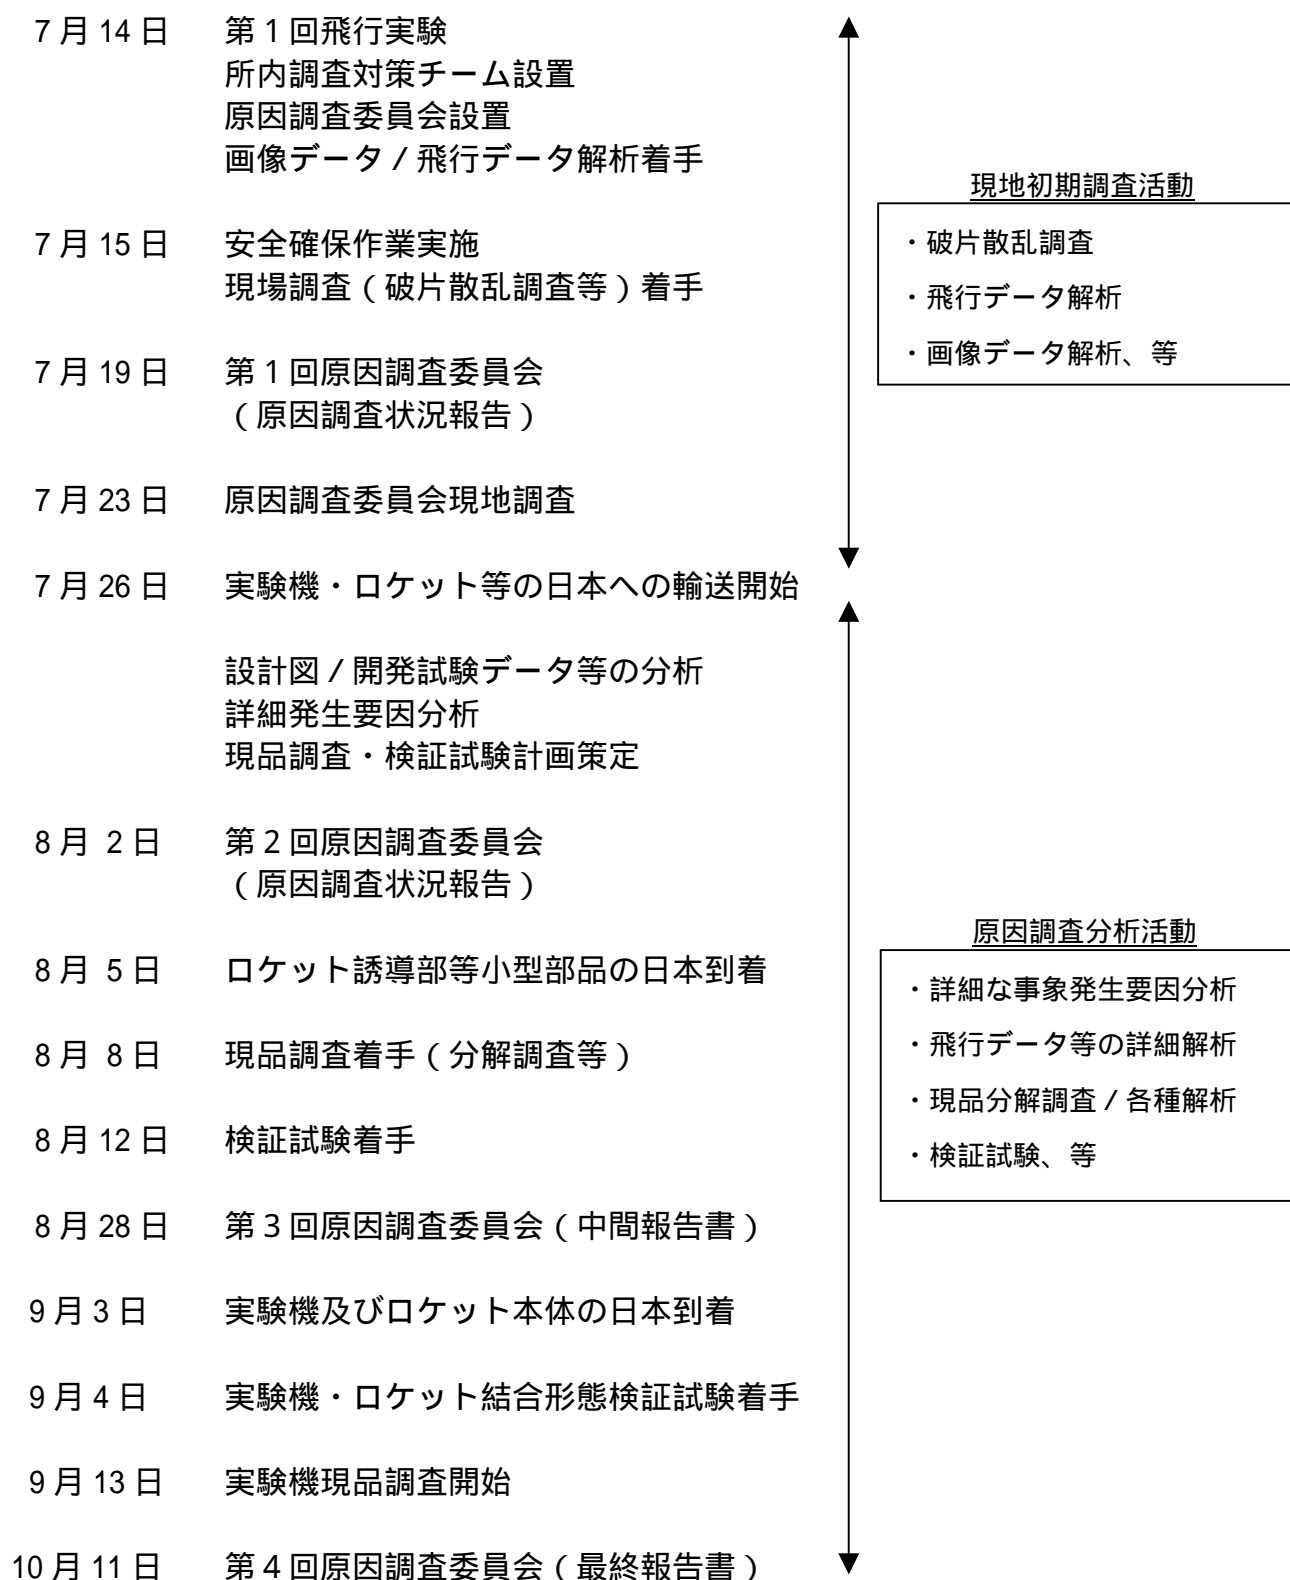 7月14日 第1回飛行実験
所内調査対策チーム設置
原因調査委員会設置
画像データ/飛行データ解析着手
現地初期調査活動
・破片散乱調査
・飛行データ解析
・画像データ解析、等
7月15日 安全確保作業実施
現場調査(破片散乱調査等)着手
7月19日 第1回原因調査委員会
(原因調査状況報告)
7月23日 原因調査委員会現地調査
7月26日 実験機・ロケット等の日本への輸送開始
設計図/開発試験データ等の分析
詳細発生要因分析
現品調査・検証試験計画策定
8月 2日 第2回原因調査委員会
(原因調査状況報告)
原因調査分析活動
・詳細な事象発生要因分析
・飛行データ等の詳細解析
・現品分解調査/各種解析
・検証試験、等
8月 5日 ロケット誘導部等小型部品の日本到着
8月 8日 現品調査着手(分解調査等)
8月12日 検証試験着手
8月28日 第3回原因調査委員会(中間報告書)
9月3日 実験機及びロケット本体の日本到着
9月4日 実験機・ロケット結合形態検証試験着手
9月13日 実験機現品調査開始
10月11日 第4回原因調査委員会(最終報告書)